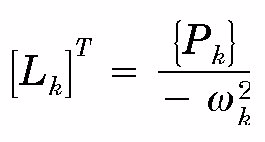 [L_k]^T = {P_k} / - ω_k^2